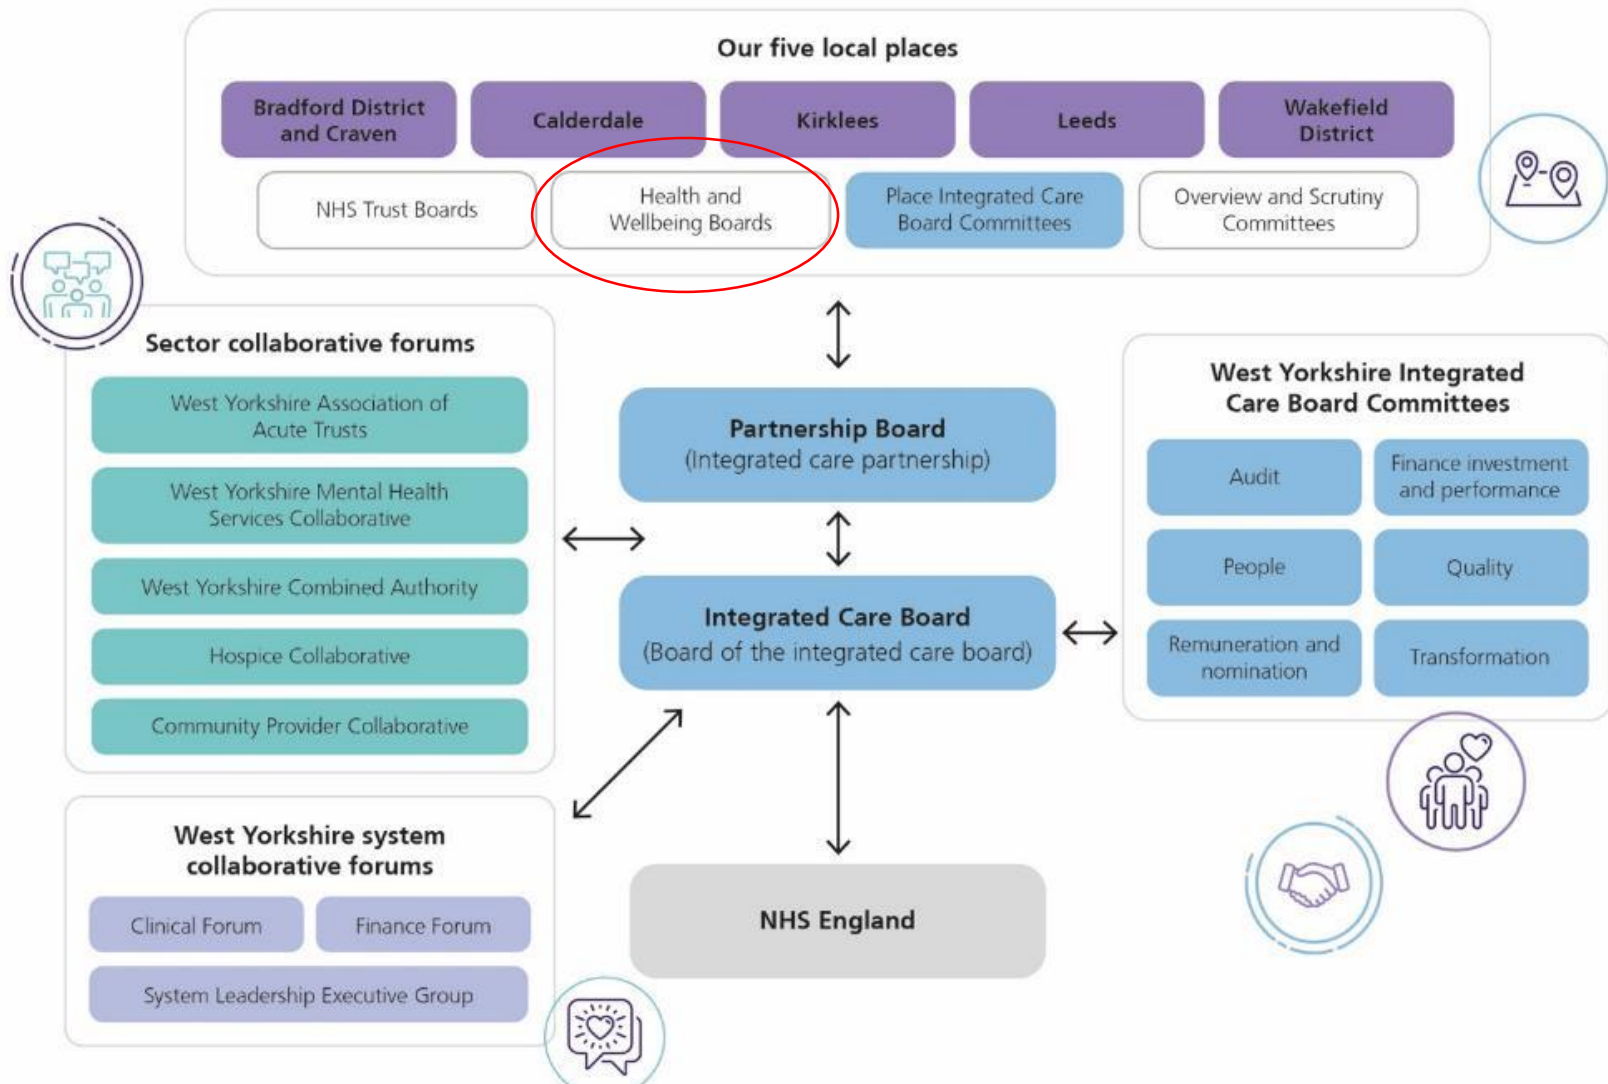 Our five local places
Bradford District
and Craven
Calderdale
Kirklees
Leeds
Wakefield
District
NHS Trust Boards
Health and
Wellbeing Boards
Place Integrated Care
Board Committees
Overview and Scrutiny
Committees
Sector collaborative forums
West Yorkshire Association of
Acute Trusts
West Yorkshire Mental Health
Services Collaborative
West Yorkshire Combined Authority
Hospice Collaborative
Community Provider Collaborative
Partnership Board
(Integrated care partnership)
Integrated Care Board
(Board of the integrated care board)
West Yorkshire Integrated
Care Board Committees
Audit
Finance investment
and performance
People
Quality
Remuneration and
nomination
Transformation
West Yorkshire system
collaborative forums
Clinical Forum
Finance Forum
System Leadership Executive Group
NHS England